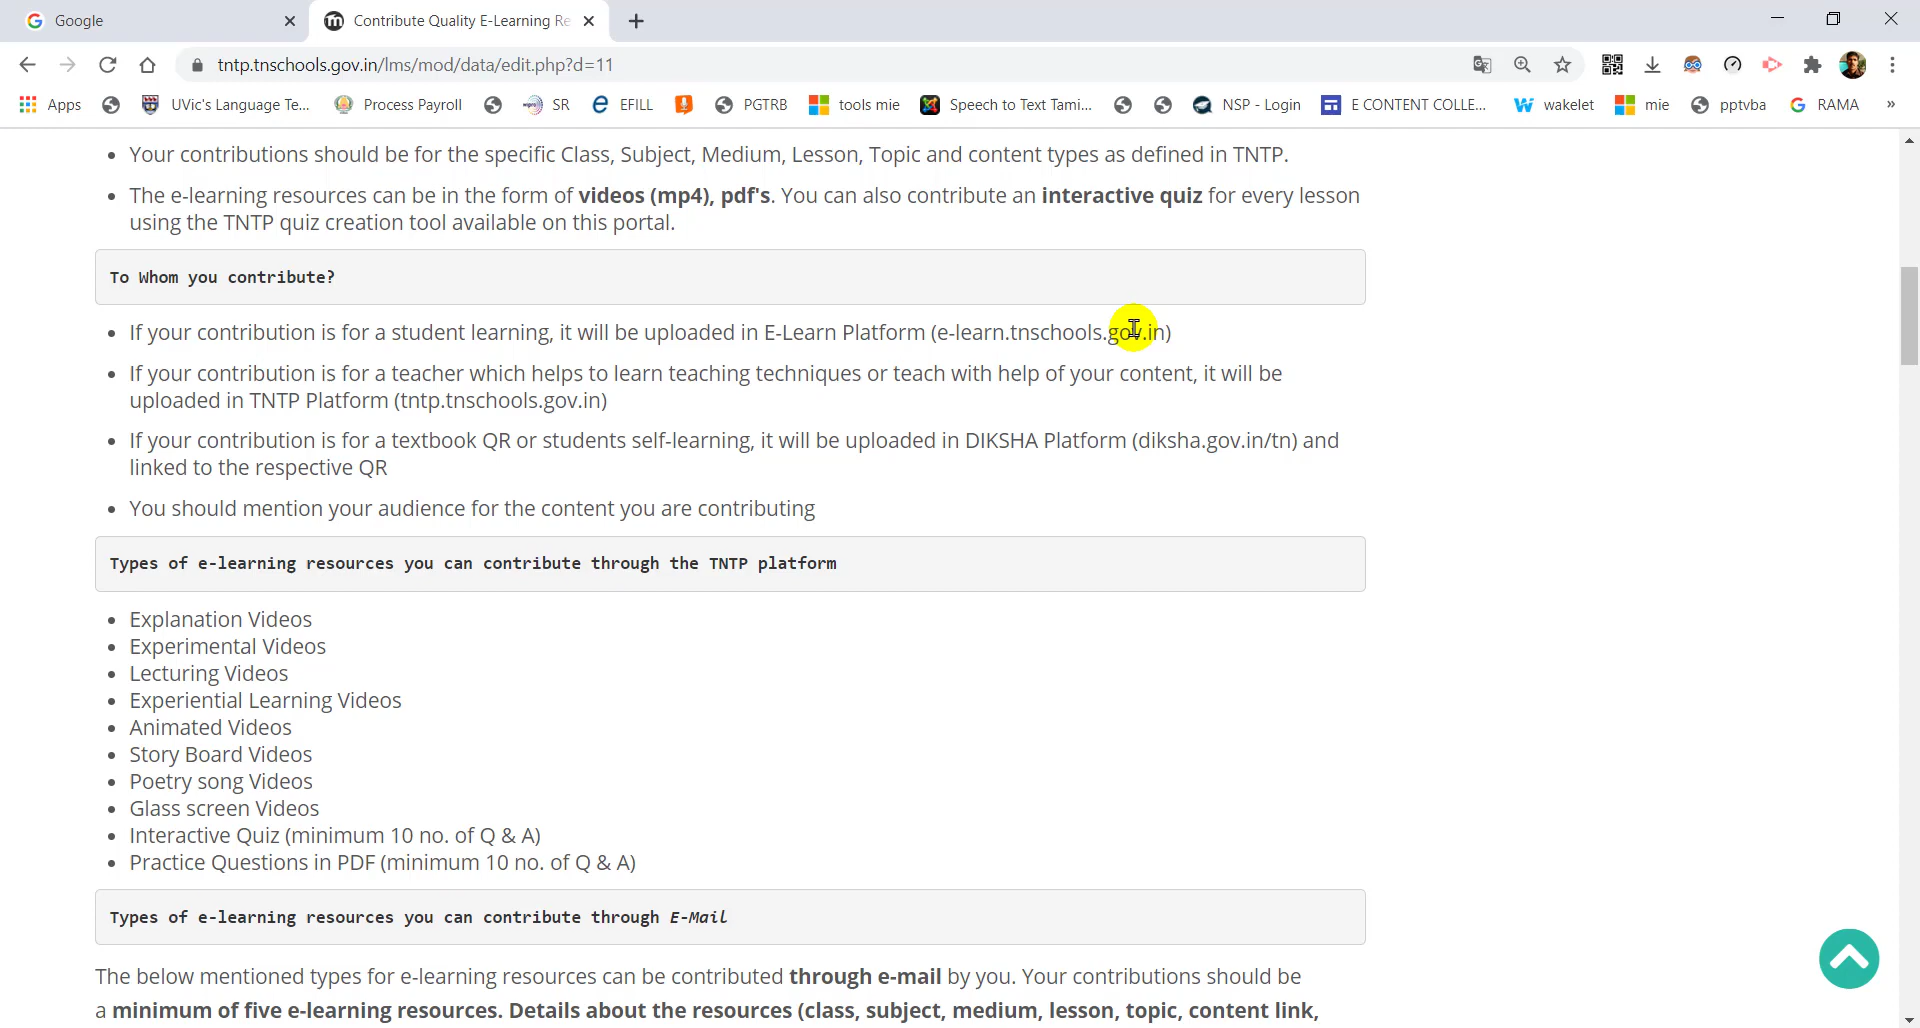 Google
Contribute Quality E-Learning Re
tntp.tnschools.gov.in/lms/mod/data/edit.php?d=11
Apps UVic's Language Te... Process Payroll SR EFILL PGTRB tools mie Speech to Text Tami... NSP - Login E CONTENT COLLE... wakelet mie pptvba RAMA »
• Your contributions should be for the specific Class, Subject, Medium, Lesson, Topic and content types as defined in TNTP.
• The e-learning resources can be in the form of videos (mp4), pdf's. You can also contribute an interactive quiz for every lesson
using the TNTP quiz creation tool available on this portal.
To Whom you contribute?
• If your contribution is for a student learning, it will be uploaded in E-Learn Platform (e-learn.tnschools.gov.in)
• If your contribution is for a teacher which helps to learn teaching techniques or teach with help of your content, it will be
uploaded in TNTP Platform (tntp.tnschools.gov.in)
• If your contribution is for a textbook QR or students self-learning, it will be uploaded in DIKSHA Platform (diksha.gov.in/tn) and
linked to the respective QR
• You should mention your audience for the content you are contributing
Types of e-learning resources you can contribute through the TNTP platform
• Explanation Videos
• Experimental Videos
• Lecturing Videos
• Experiential Learning Videos
• Animated Videos
• Story Board Videos
• Poetry song Videos
• Glass screen Videos
• Interactive Quiz (minimum 10 no. of Q & A)
• Practice Questions in PDF (minimum 10 no. of Q & A)
Types of e-learning resources you can contribute through E-Mail
The below mentioned types for e-learning resources can be contributed through e-mail by you. Your contributions should be
a minimum of five e-learning resources. Details about the resources (class, subject, medium, lesson, topic, content link,